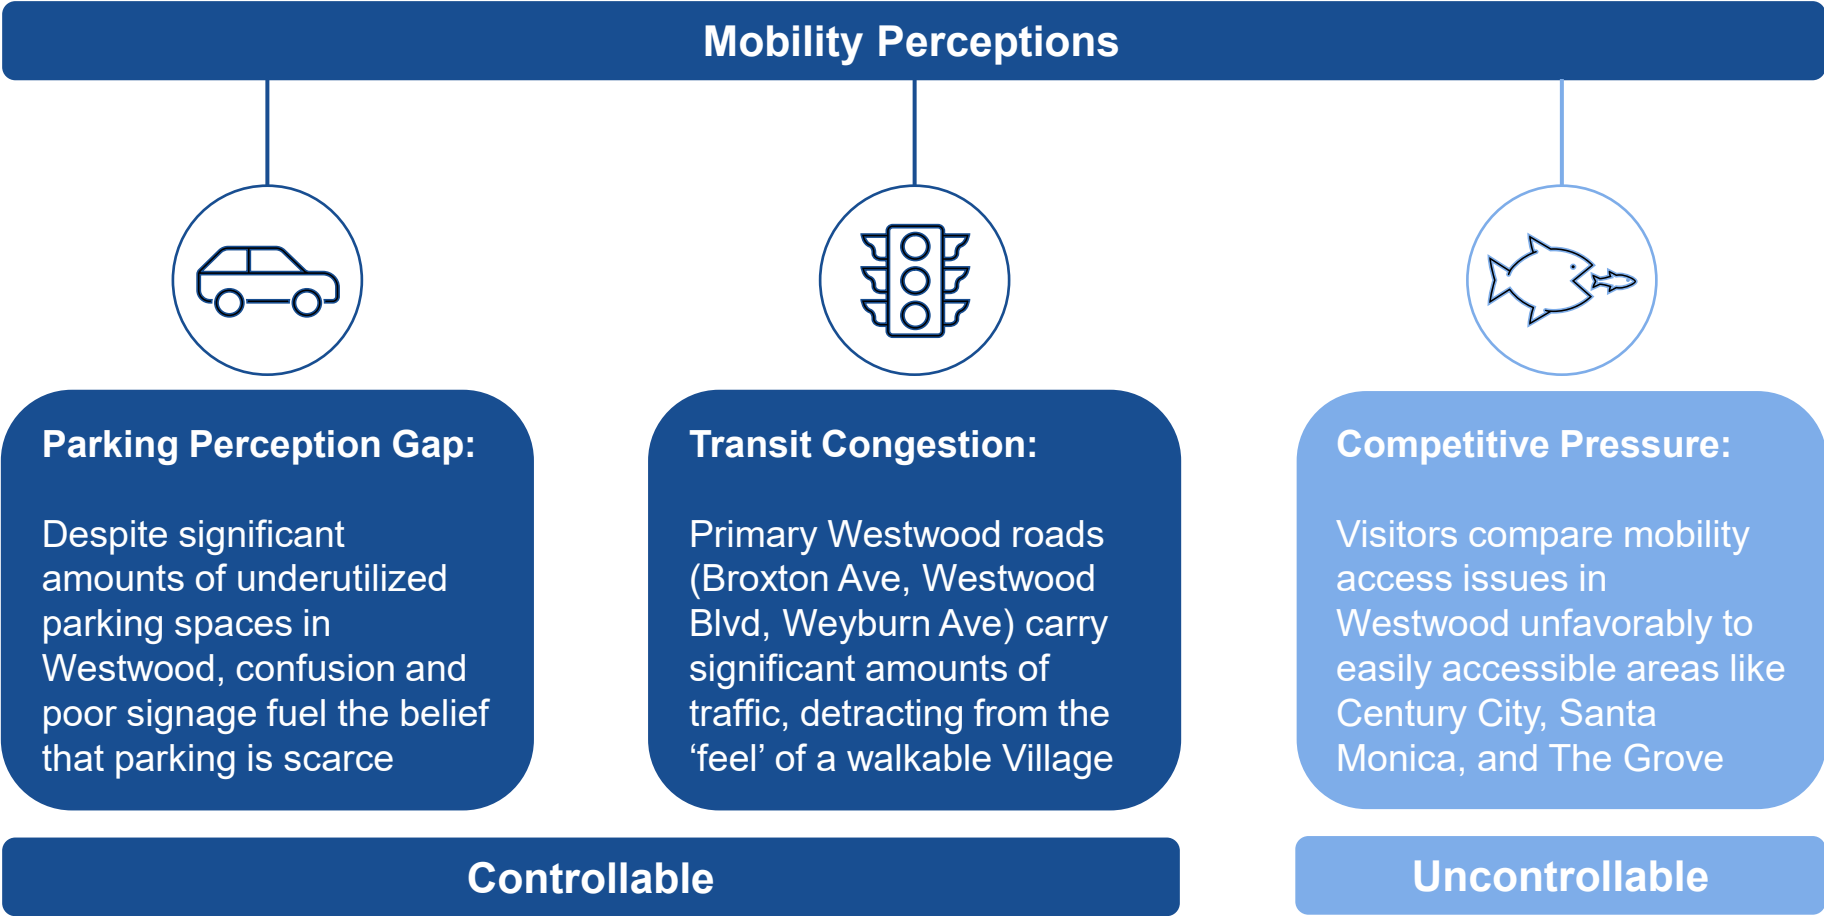 Mobility Perceptions
Parking Perception Gap:
Despite significant
amounts of underutilized
parking spaces in
Westwood, confusion and
poor signage fuel the belief
that parking is scarce
Transit Congestion:
Primary Westwood roads
(Broxton Ave, Westwood
Blvd, Weyburn Ave) carry
significant amounts of
traffic, detracting from the
‘feel’ of a walkable Village
Competitive Pressure:
Visitors compare mobility
access issues in
Westwood unfavorably to
easily accessible areas like
Century City, Santa
Monica, and The Grove
Controllable
Uncontrollable